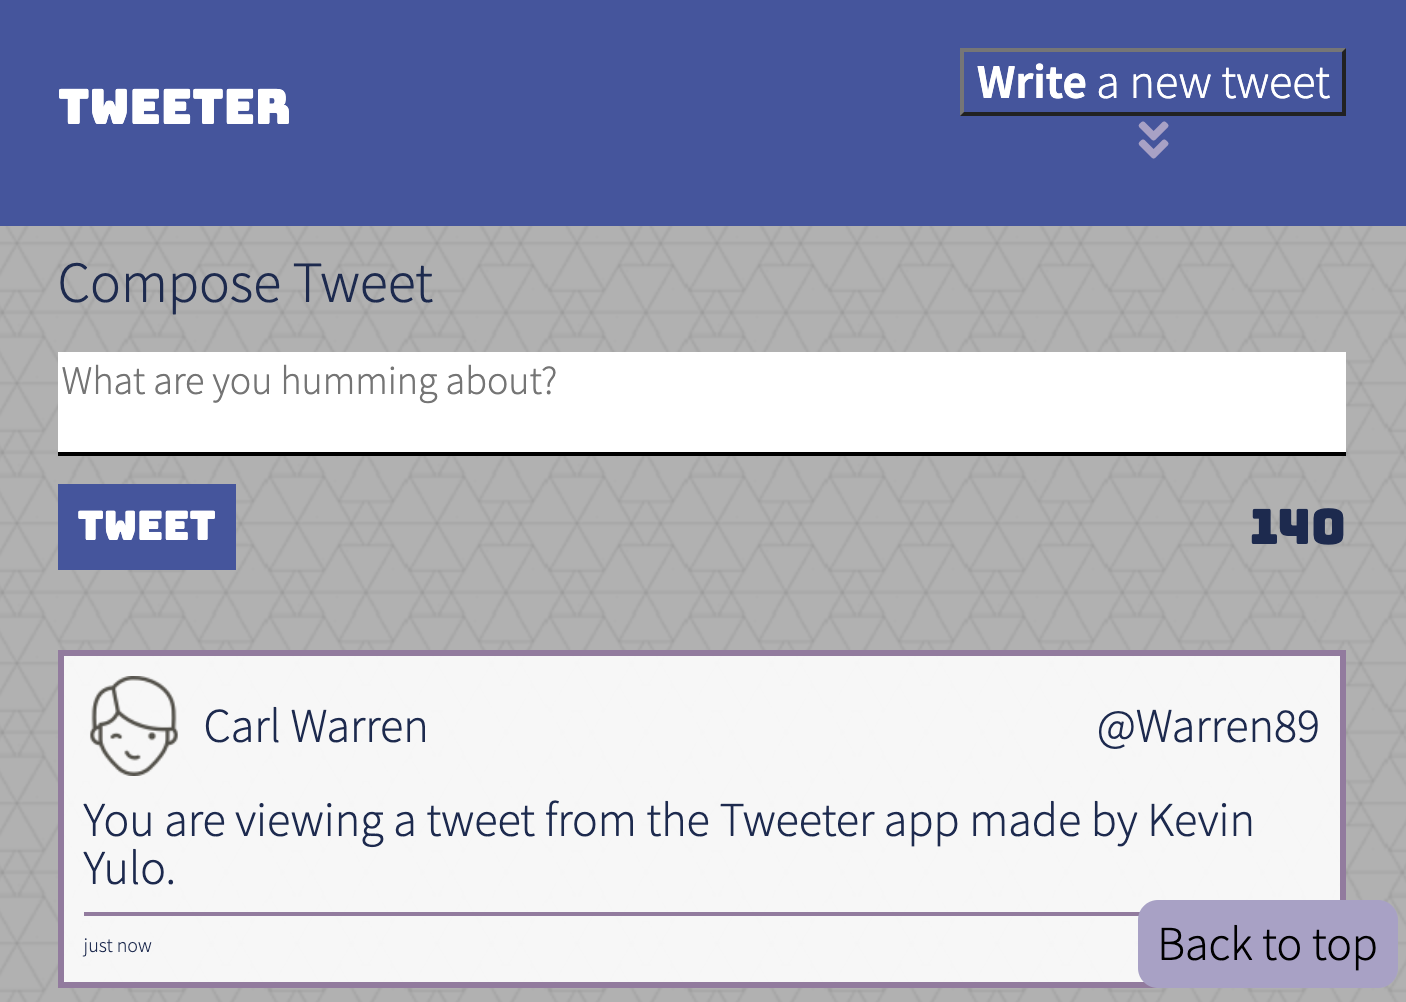 TWEETER
Write a new tweet
Compose Tweet
What are you humming about?
TWEET
140
Carl Warren
@Warren89
You are viewing a tweet from the Tweeter app made by Kevin
Yulo.
just now
Back to top